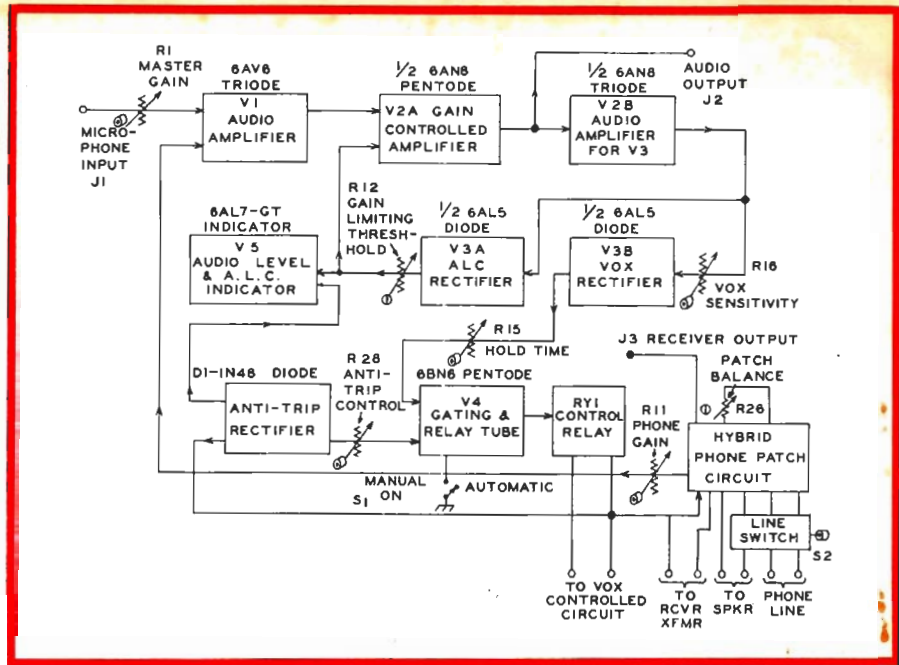 R1
MASTER
GAIN
6AV6
TRIODE
V1
AUDIO
AMPLIFIER
MICRO-
PHONE
INPUT
J1
1/2 6AN8
PENTODE
V2A GAIN
CONTROLLED
AMPLIFIER
1/2 6AN8
TRIODE
V2B
AUDIO
AMPLIFIER
FOR V3
AUDIO
OUTPUT
J2
6AL7-GT
INDICATOR
V5
AUDIO LEVEL
& A.L.C.
INDICATOR
R12
GAIN
LIMITING
THRESH-
HOLD
1/2 6AL5
DIODE
V3A
ALC
RECTIFIER
1/2 6AL5
DIODE
V3B
VOX
RECTIFIER
R16
VOX
SENSITIVITY
R15
HOLD TIME
J3 RECEIVER OUTPUT
PATCH
BALANCE
R26
D1-IN48 DIODE
ANTI-TRIP
RECTIFIER
R28
ANTI-
TRIP
CONTROL
6BN6 PENTODE
V4
GATING &
RELAY TUBE
RY1
CONTROL
RELAY
R11
PHONE
GAIN
HYBRID
PHONE PATCH
CIRCUIT
MANUAL
ON
S1
AUTOMATIC
LINE
SWITCH
S2
TO VOX
CONTROLLED
CIRCUIT
TO
RCVR
XFMR
TO
SPKR
PHONE
LINE